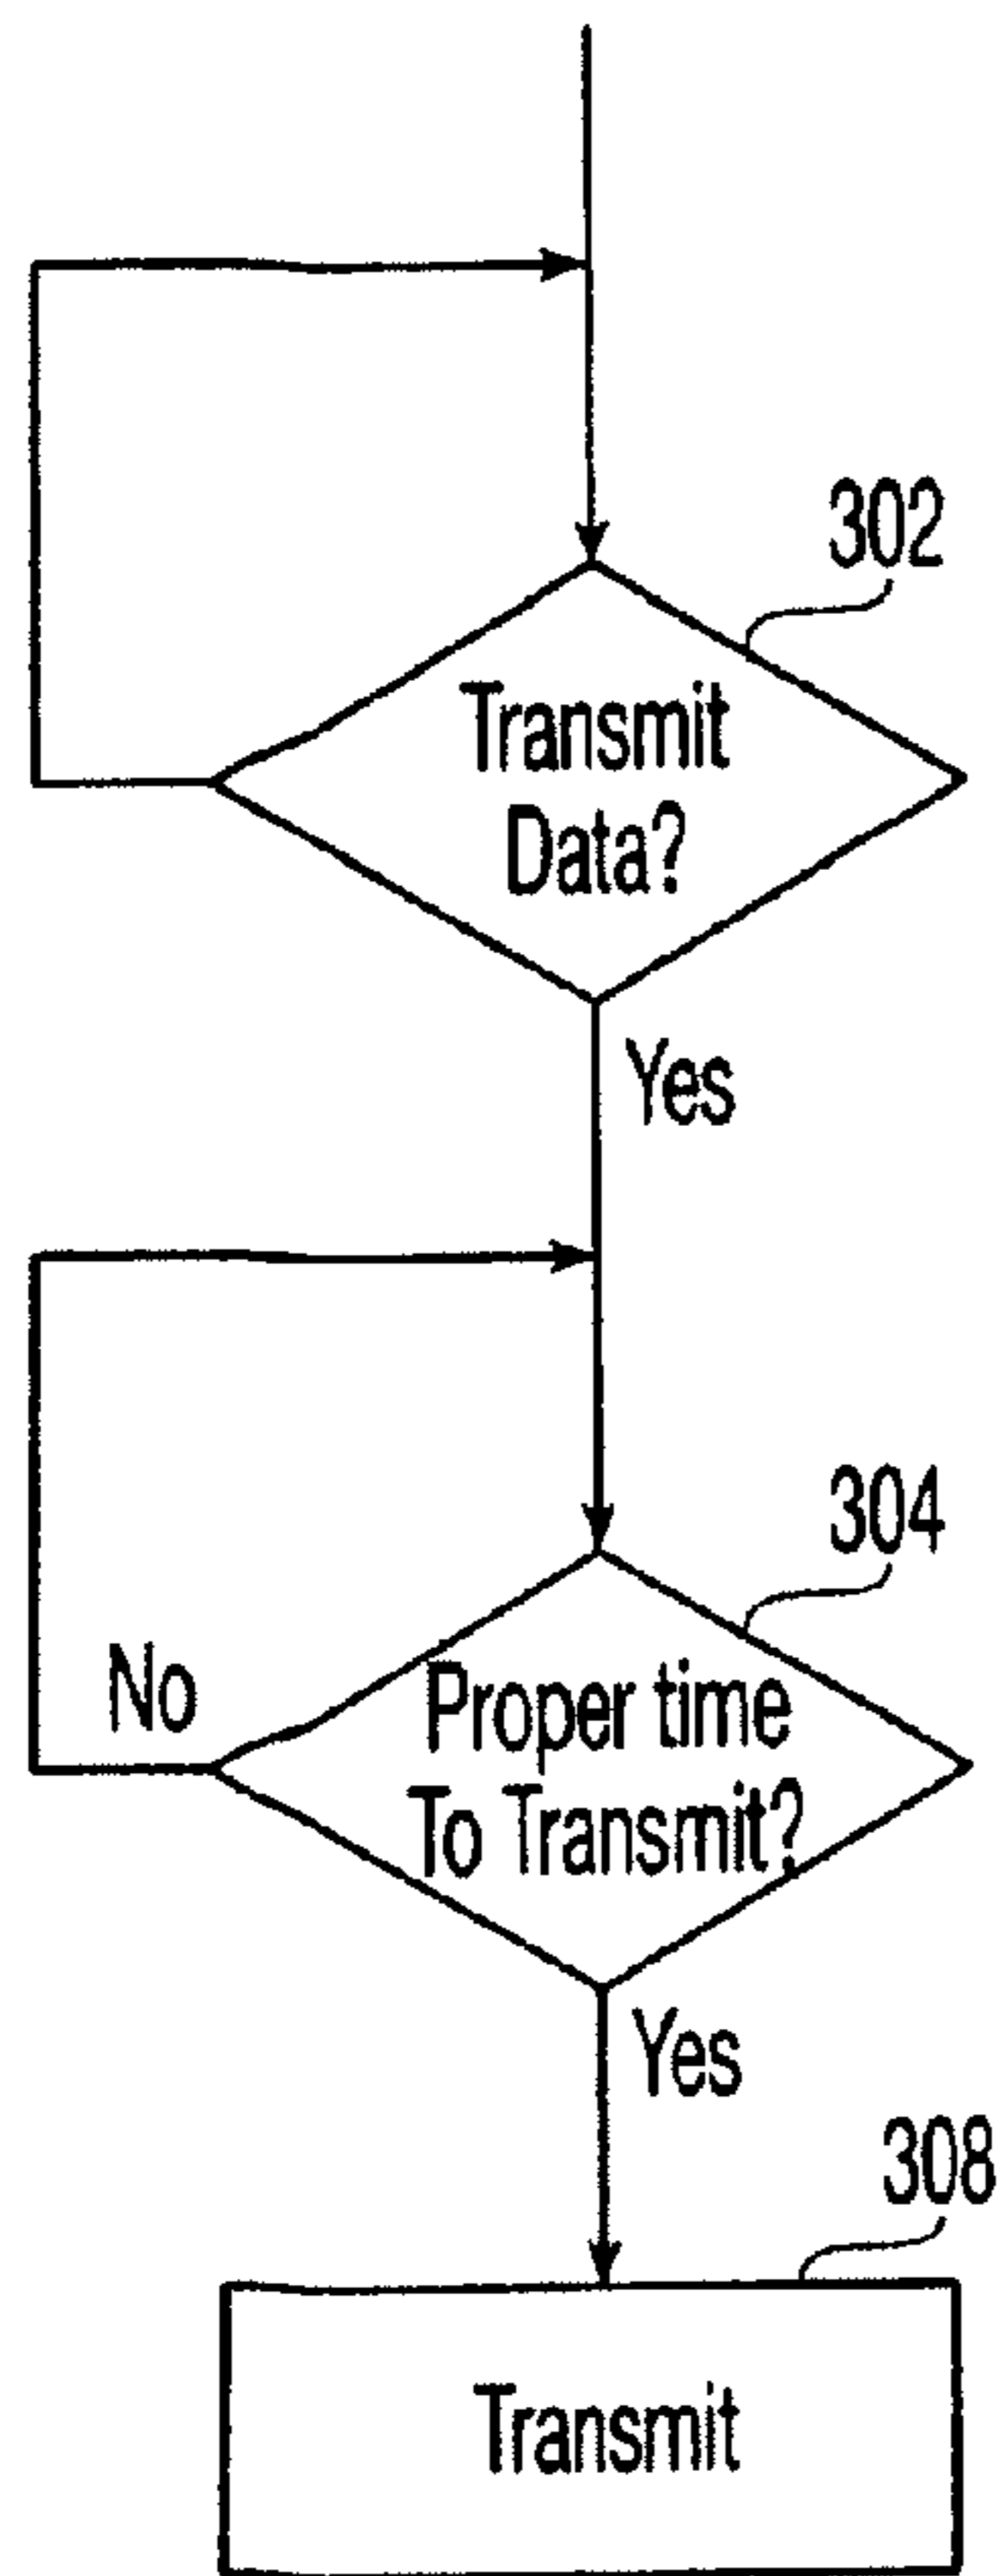 302
Transmit
Data?
Yes
304
No
Proper time
To Transmit?
Yes
308
Transmit